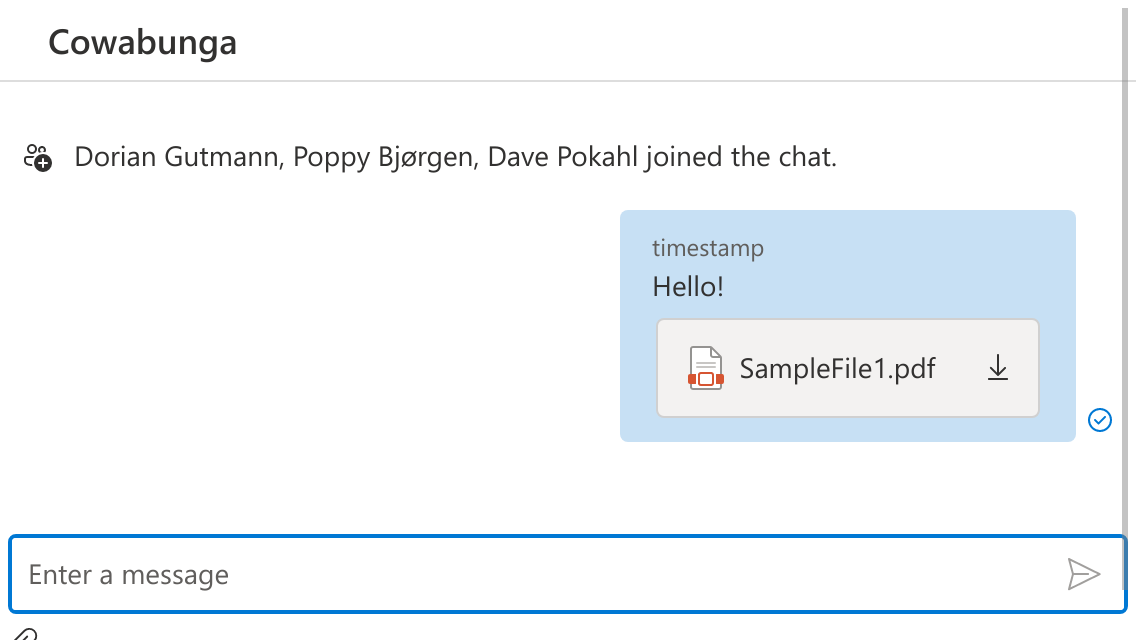 Cowabunga
Dorian Gutmann, Poppy Bjørgen, Dave Pokahl joined the chat.
timestamp
Hello!
SampleFile1.pdf
Enter a message